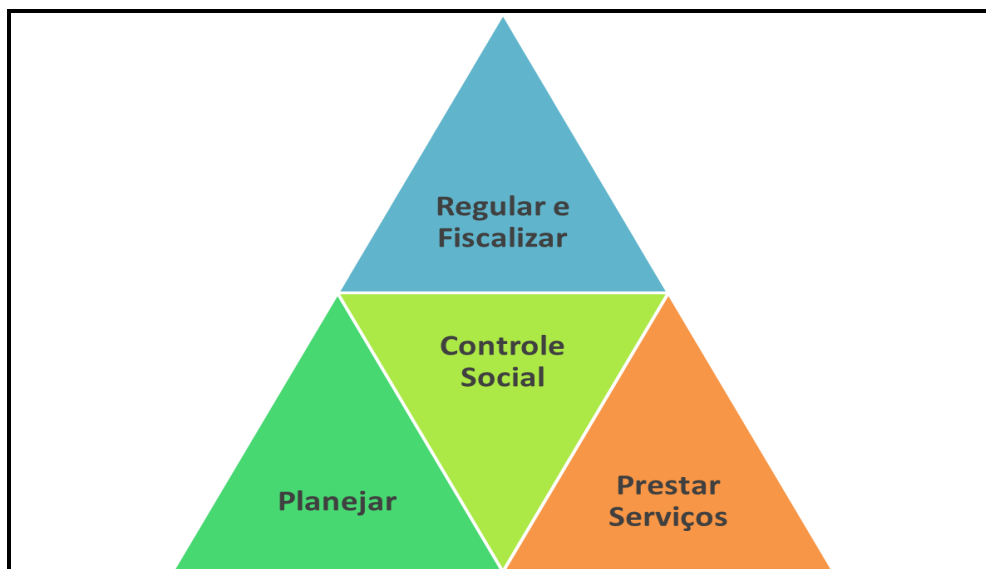 Regular e
Fiscalizar
Controle
Social
Planejar
Prestar
Serviços